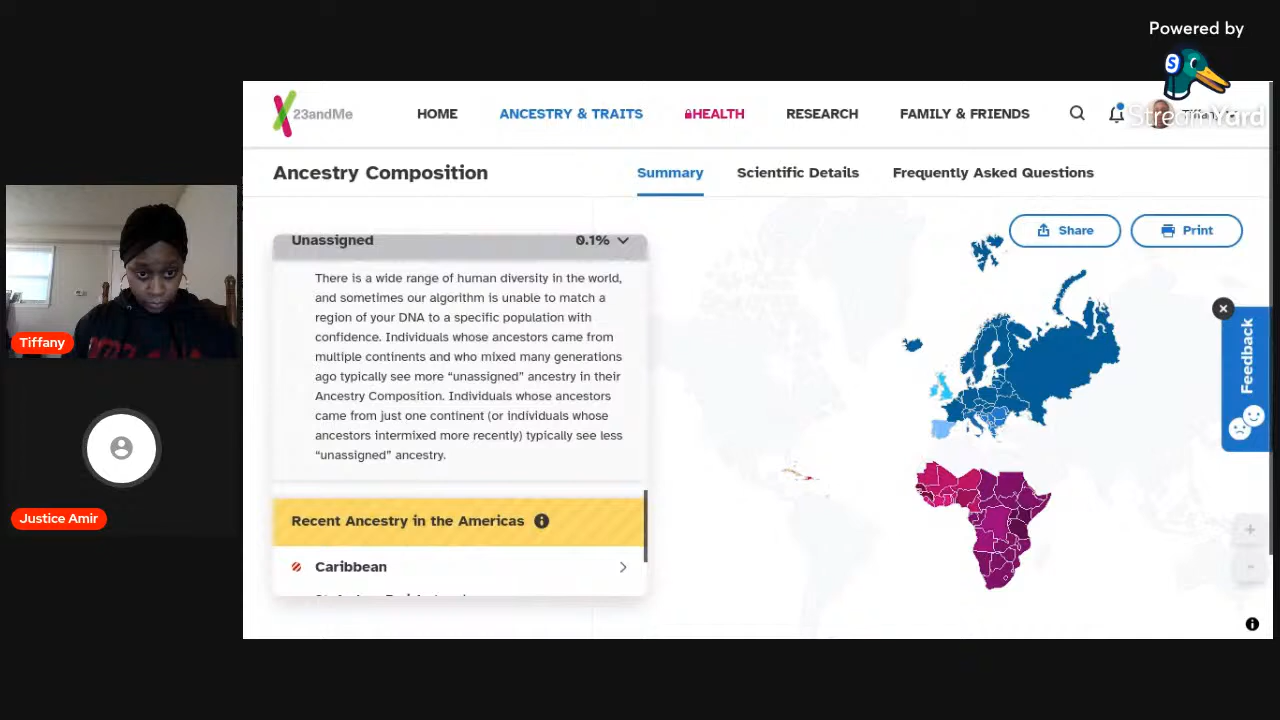 Powered by
StreamYard
23andMe
HOME
ANCESTRY & TRAITS
HEALTH
RESEARCH
FAMILY & FRIENDS
Ancestry Composition
Summary
Scientific Details
Frequently Asked Questions
Share
Print
Unassigned
0.1%
There is a wide range of human diversity in the world,
and sometimes our algorithm is unable to match a
region of your DNA to a specific population with
confidence. Individuals whose ancestors came from
multiple continents and who mixed many generations
ago typically see more “unassigned” ancestry in their
Ancestry Composition. Individuals whose ancestors
came from just one continent (or individuals whose
ancestors intermixed more recently) typically see less
“unassigned” ancestry.
Recent Ancestry in the Americas
Caribbean
Feedback
Tiffany
Justice Amir